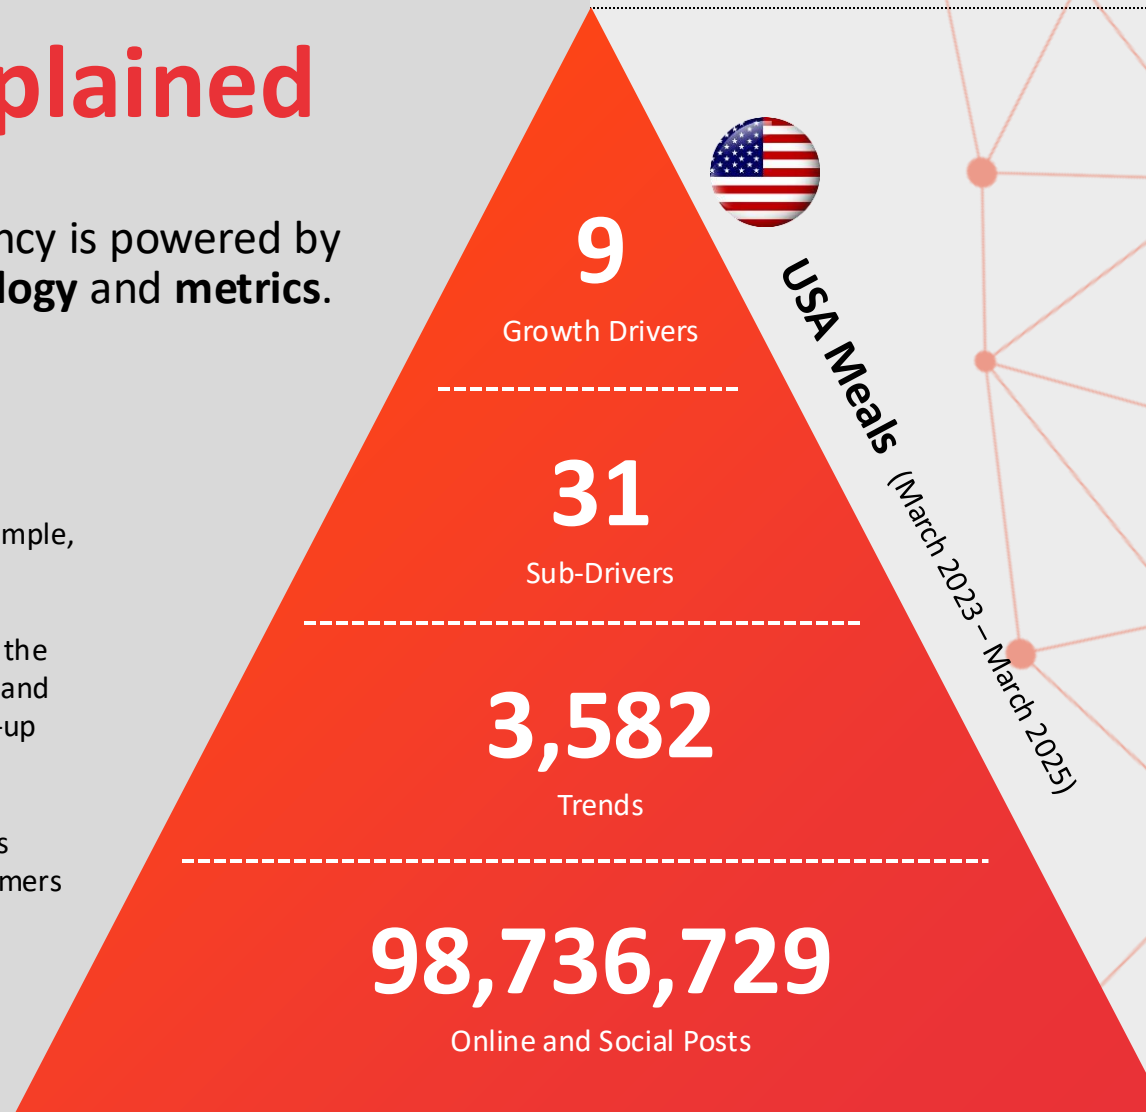 plained
ncy is powered by
logy and metrics.
mple,
the
and
-up
s
mers
9
Growth Drivers
31
Sub-Drivers
3,582
Trends
98,736,729
Online and Social Posts
USA Meals (March 2023 – March 2025)